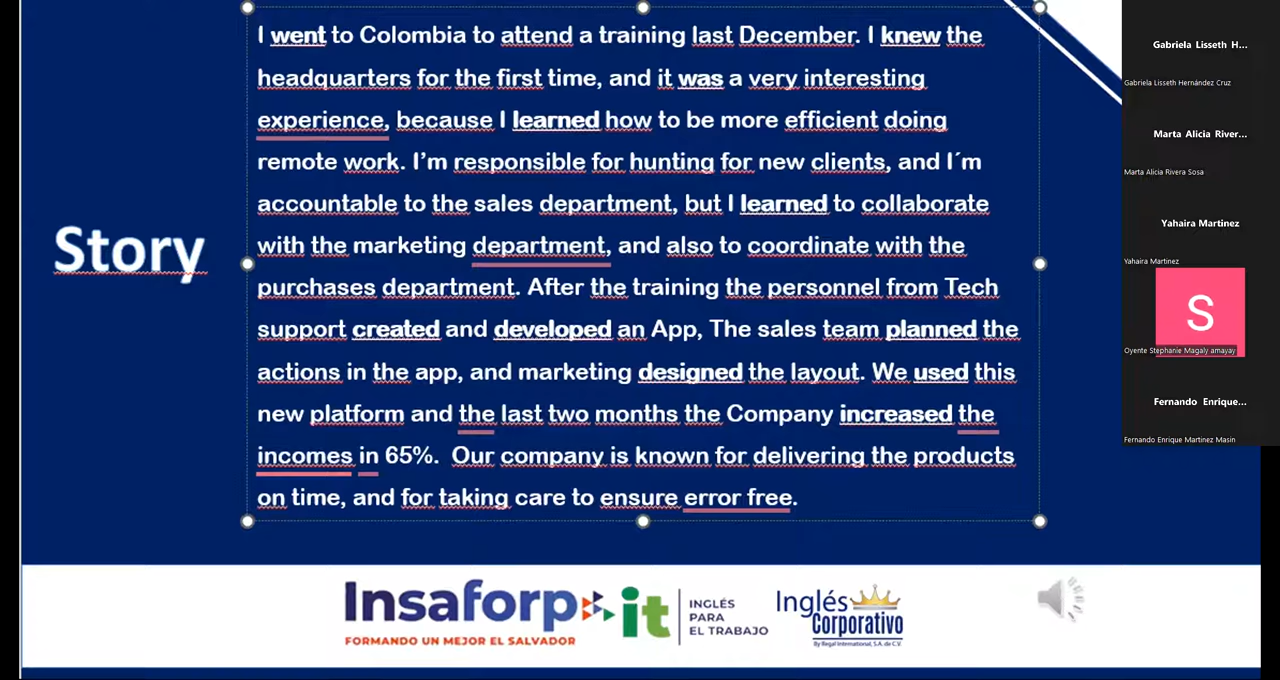 I went to Colombia to attend a training last December. I knew the
headquarters for the first time, and it was a very interesting
experience, because I learned how to be more efficient doing
remote work. I’m responsible for hunting for new clients, and I´m
accountable to the sales department, but I learned to collaborate
with the marketing department, and also to coordinate with the
purchases department. After the training the personnel from Tech
support created and developed an App, The sales team planned the
actions in the app, and marketing designed the layout. We used this
new platform and the last two months the Company increased the
incomes in 65%. Our company is known for delivering the products
on time, and for taking care to ensure error free.
Story
Gabriela Lisseth H...
Gabriela Lisseth Hernández Cruz
Marta Alicia River...
Marta Alicia Rivera Sosa
Yahaira Martinez
Yahaira Martinez
S
Oyente Stephanie Magaly amayay
Fernando Enrique...
Fernando Enrique Martinez Masin
Insaforp
FORMANDO UN MEJOR EL SALVADOR
it
INGLÉS
PARA
EL TRABAJO
Inglés
Corporativo
By Regal International, S.A. de C.V.